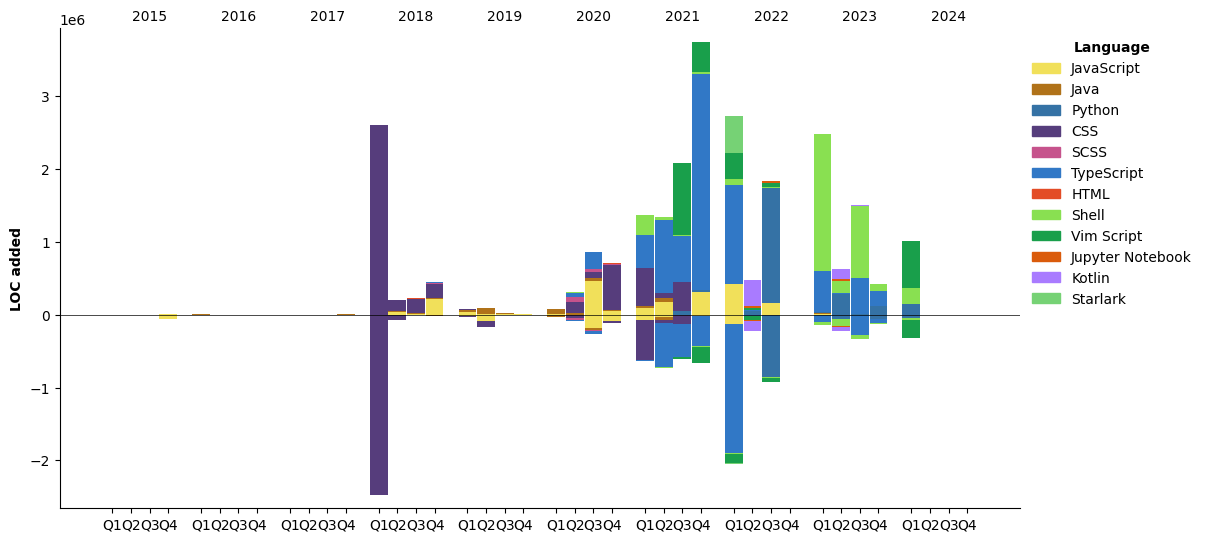 2015 2016 2017 2018 2019 2020 2021 2022 2023 2024
1e6
Language
JavaScript
Java
Python
CSS
SCSS
TypeScript
HTML
Shell
Vim Script
Jupyter Notebook
Kotlin
Starlark
LOC added
3
2
1
0
−1
−2
Q1Q2Q3Q4 Q1Q2Q3Q4 Q1Q2Q3Q4 Q1Q2Q3Q4 Q1Q2Q3Q4 Q1Q2Q3Q4 Q1Q2Q3Q4 Q1Q2Q3Q4 Q1Q2Q3Q4 Q1Q2Q3Q4